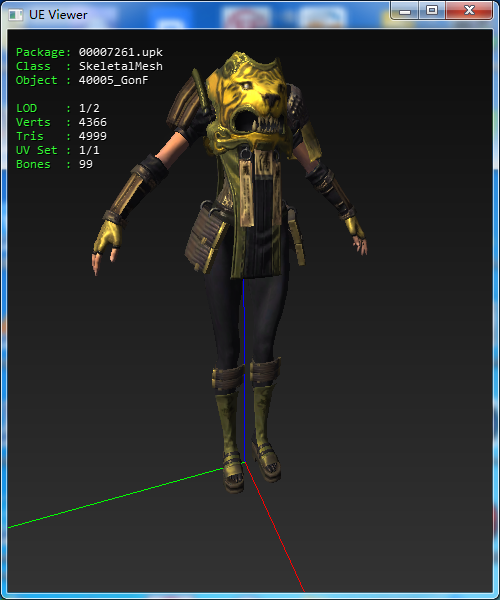 UE Viewer
Package: 00007261.upk
Class : SkeletalMesh
Object : 40005_GonF
LOD : 1/2
Verts : 4366
Tris : 4999
UV Set : 1/1
Bones : 99